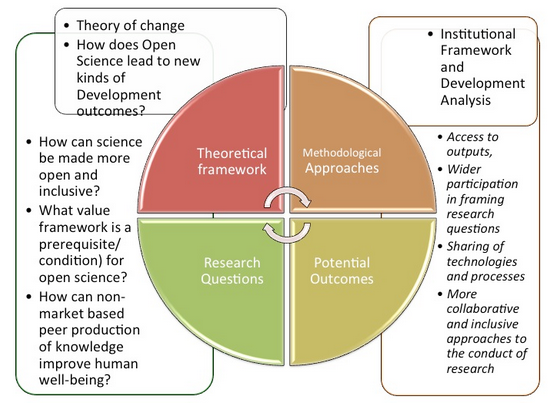 • Theory of change
• How does Open
Science lead to new
kinds of
Development
outcomes?
• Institutional
Framework
and
Development
Analysis
Theoretical
framework
Methodological
Approaches
• How can science
be made more
open and
inclusive?
• What value
framework is a
prerequisite/
condition) for
open science?
• How can non-
market based
peer production
of knowledge
improve human
well-being?
Research
Questions
Potential
Outcomes
• Access to
outputs,
• Wider
participation
in framing
research
questions
• Sharing of
technologies
and processes
• More
collaborative
and inclusive
approaches to
the conduct of
research